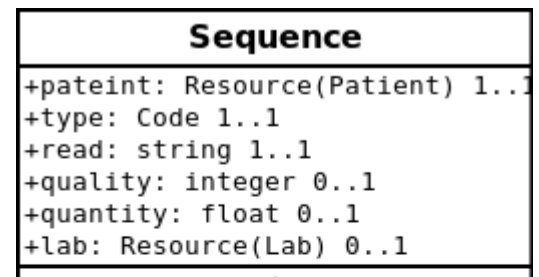 Sequence
+pateint: Resource(Patient) 1..1
+type: Code 1..1
+read: string 1..1
+quality: integer 0..1
+quantity: float 0..1
+lab: Resource(Lab) 0..1